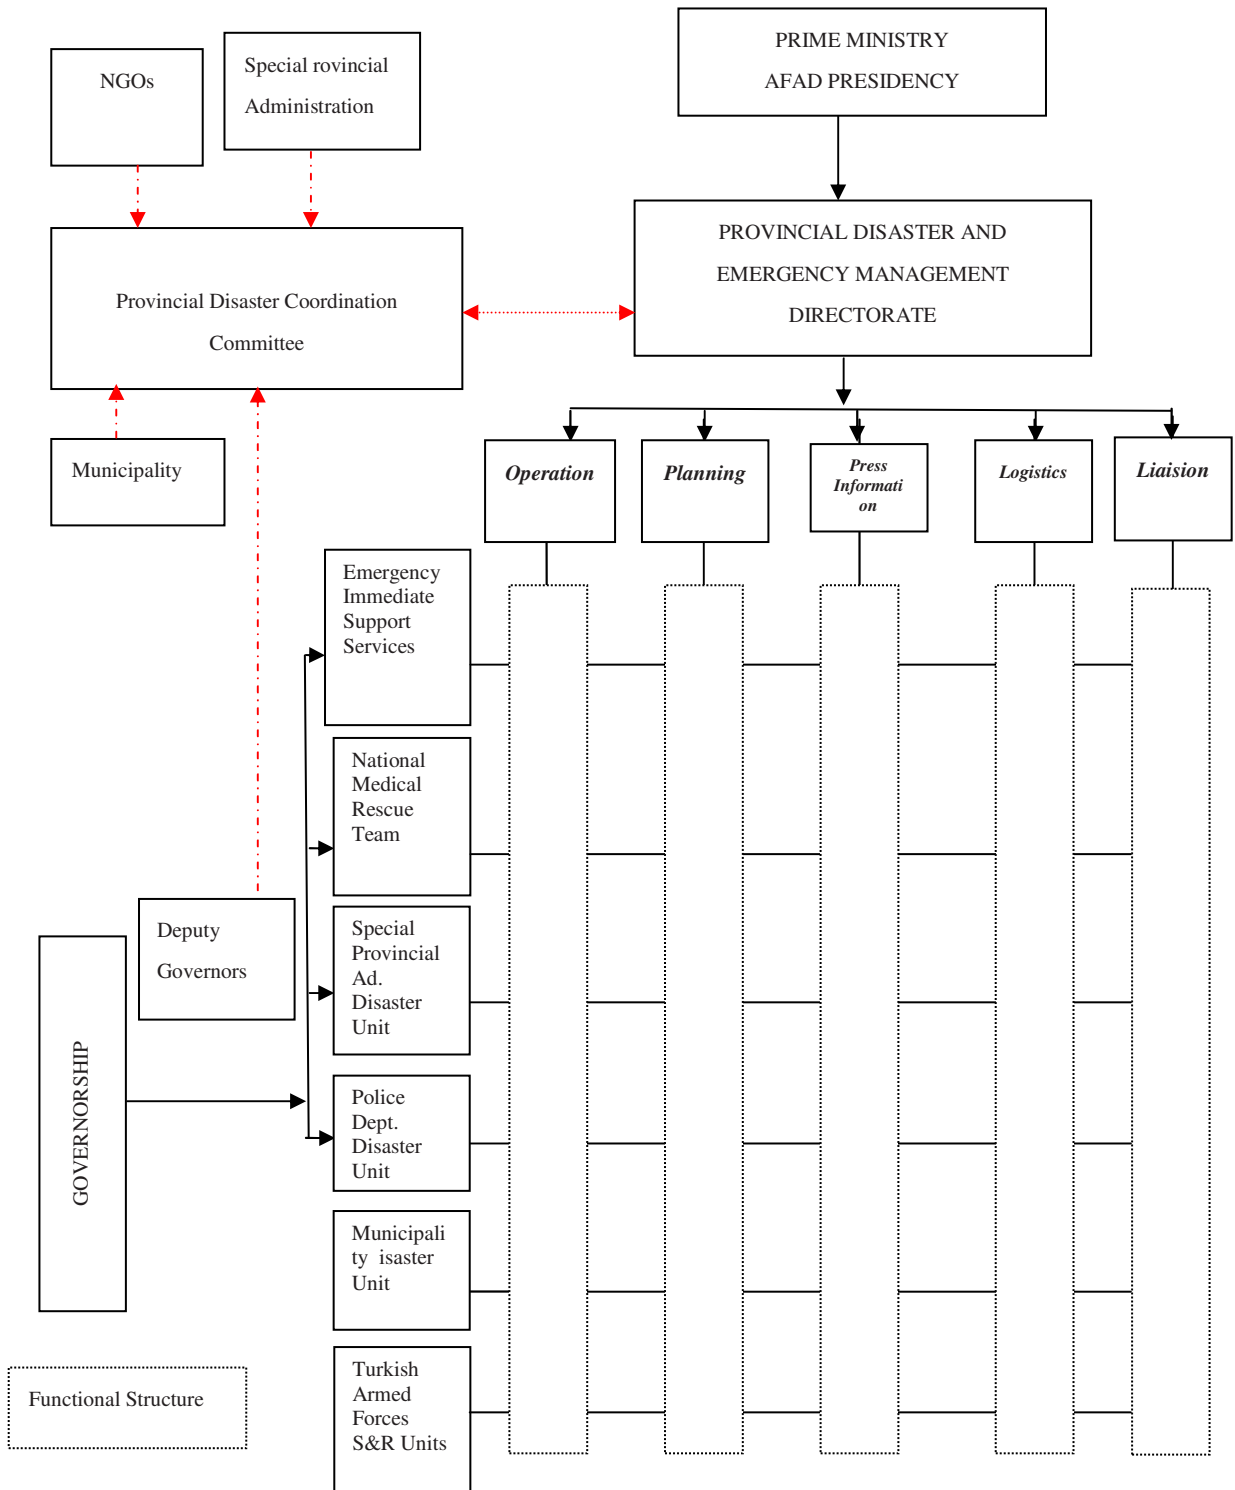 PRIME MINISTRY
AFAD PRESIDENCY
NGOs
Special rovincial
Administration
PROVINCIAL DISASTER AND
EMERGENCY MANAGEMENT
DIRECTORATE
Provincial Disaster Coordination
Committee
Municipality
Operation
Planning
Press
Informati
on
Logistics
Liaision
Emergency
Immediate
Support
Services
National
Medical
Rescue
Team
Deputy
Governors
Special
Provincial
Ad.
Disaster
Unit
GOVERNORSHIP
Police
Dept.
Disaster
Unit
Municipali
ty isaster
Unit
Turkish
Armed
Forces
S&R Units
Functional Structure